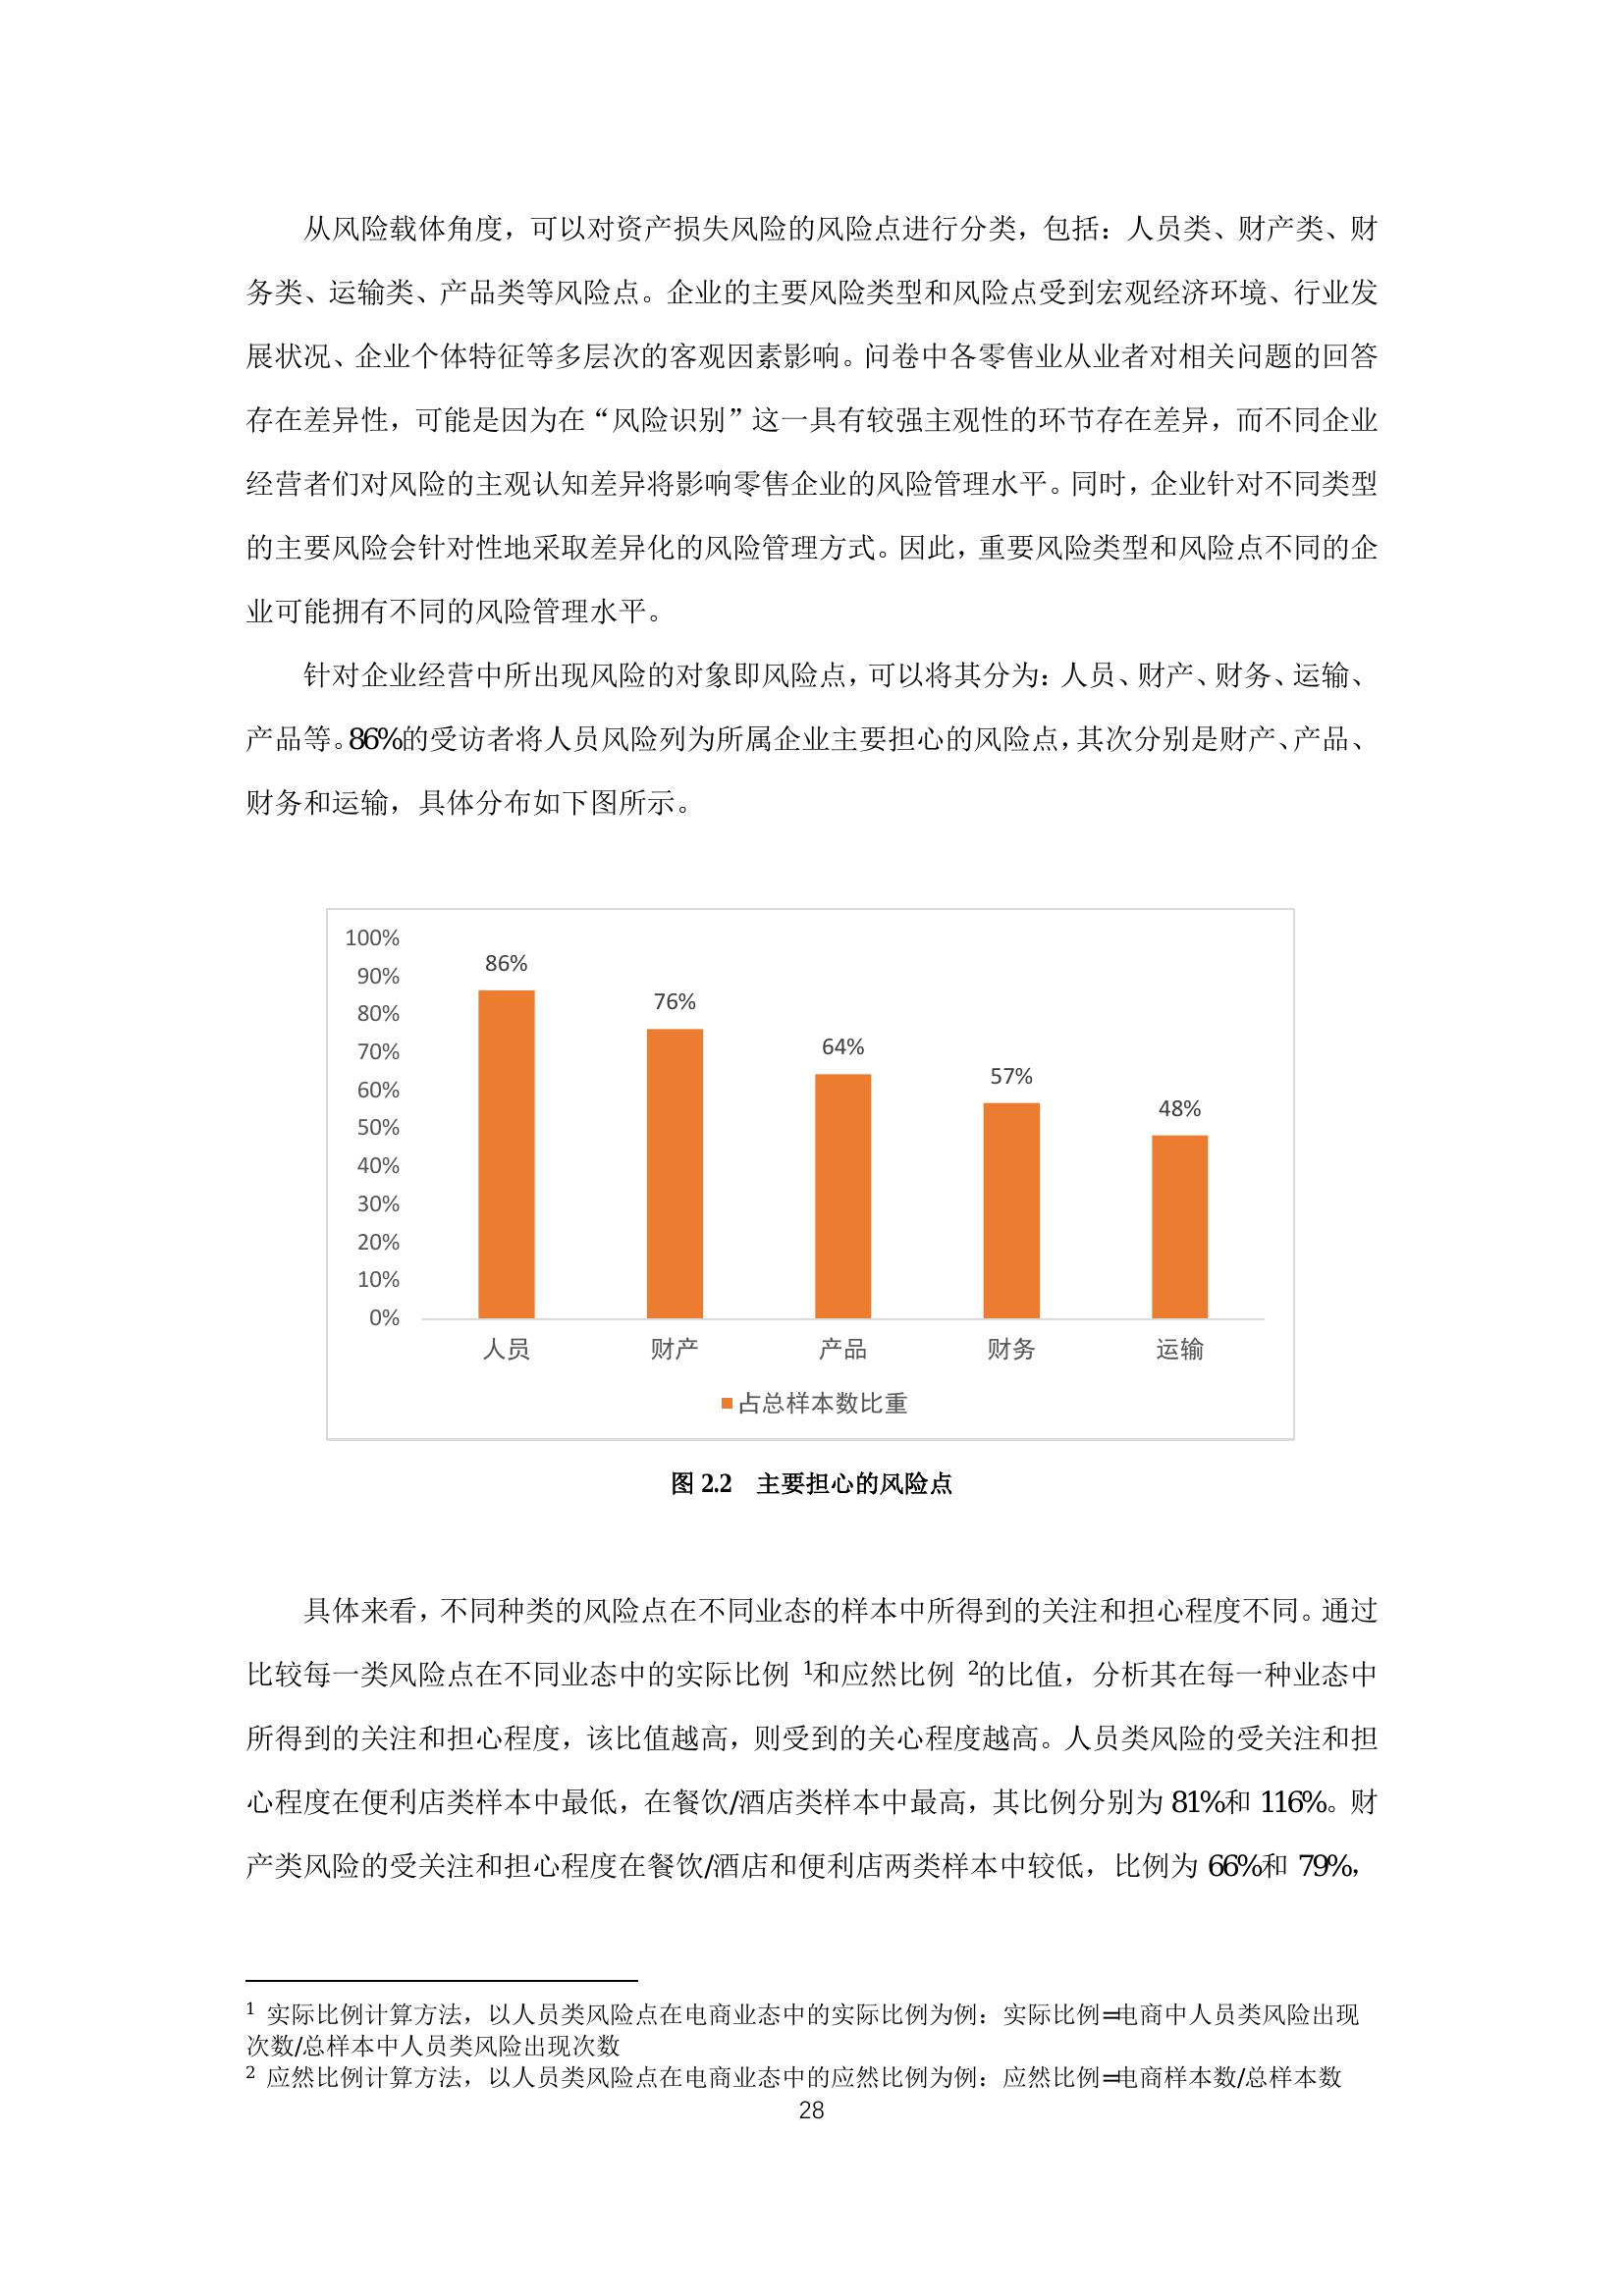 从风险载体角度，可以对资产损失风险的风险点进行分类，包括：人员类、财产类、财
务类、运输类、产品类等风险点。企业的主要风险类型和风险点受到宏观经济环境、行业发
展状况、企业个体特征等多层次的客观因素影响。问卷中各零售业从业者对相关问题的回答
存在差异性，可能是因为在“风险识别”这一具有较强主观性的环节存在差异，而不同企业
经营者们对风险的主观认知差异将影响零售企业的风险管理水平。同时，企业针对不同类型
的主要风险会针对性地采取差异化的风险管理方式。因此，重要风险类型和风险点不同的企
业可能拥有不同的风险管理水平。
针对企业经营中所出现风险的对象即风险点，可以将其分为：人员、财产、财务、运输、
产品等。86%的受访者将人员风险列为所属企业主要担心的风险点，其次分别是财产、产品、
财务和运输，具体分布如下图所示。
100%
90%
80%
70%
60%
50%
40%
30%
20%
10%
0%
86%
76%
64%
57%
48%
人员 财产 产品 财务 运输
占总样本数比重
图 2.2 主要担心的风险点
具体来看，不同种类的风险点在不同业态的样本中所得到的关注和担心程度不同。通过
比较每一类风险点在不同业态中的实际比例 1和应然比例 2的比值，分析其在每一种业态中
所得到的关注和担心程度，该比值越高，则受到的关心程度越高。人员类风险的受关注和担
心程度在便利店类样本中最低，在餐饮/酒店类样本中最高，其比例分别为 81%和 116%。财
产类风险的受关注和担心程度在餐饮/酒店和便利店两类样本中较低，比例为 66%和 79%，
1 实际比例计算方法，以人员类风险点在电商业态中的实际比例为例：实际比例=电商中人员类风险出现
次数/总样本中人员类风险出现次数
2 应然比例计算方法，以人员类风险点在电商业态中的应然比例为例：应然比例=电商样本数/总样本数
28